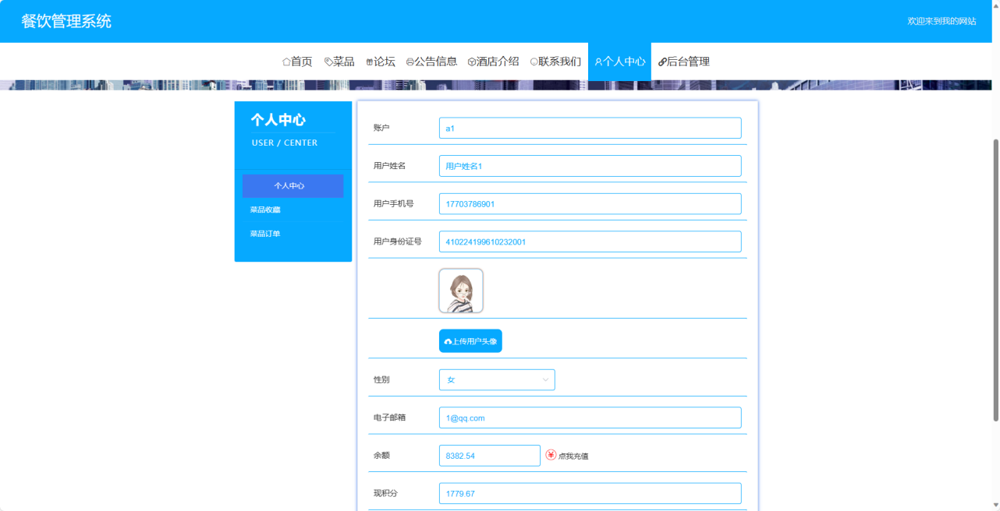 餐饮管理系统
欢迎来到我的网站
首页 菜品 论坛 公告信息 酒店介绍 联系我们 个人中心 后台管理
个人中心
USER / CENTER
个人中心
菜品收藏
菜品订单
账户 a1
用户姓名 用户姓名1
用户手机号 17703786901
用户身份证号 410224199610232001
上传用户头像
性别 女
电子邮箱 1@qq.com
余额 8382.54 点我充值
现积分 1779.67